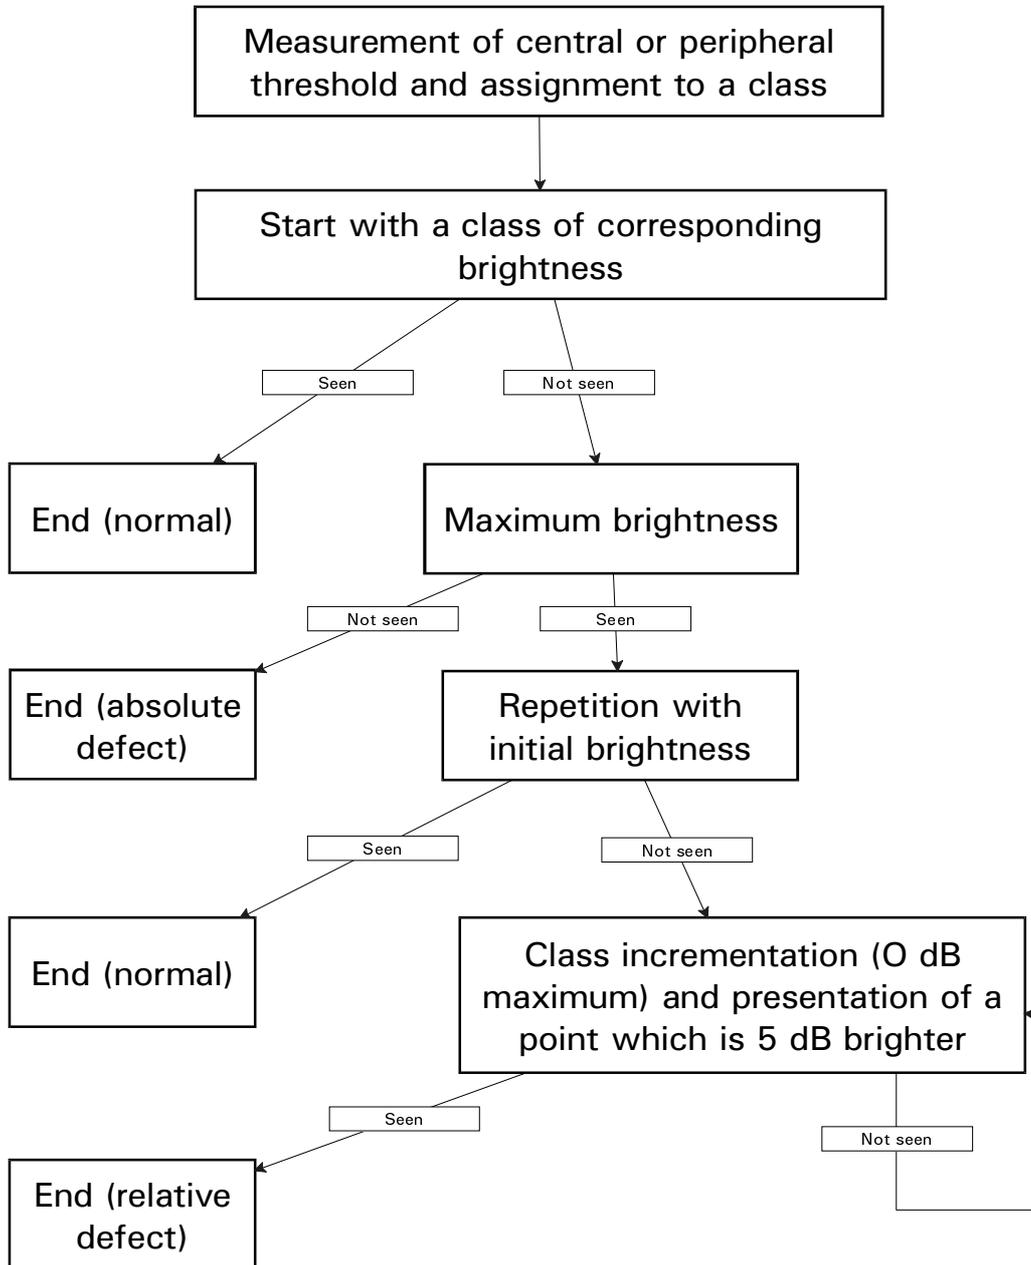 Measurement of central or peripheral
threshold and assignment to a class
Start with a class of corresponding
brightness
Seen
Not seen
End (normal)
Maximum brightness
Not seen
Seen
End (absolute
defect)
Repetition with
initial brightness
Seen
Not seen
End (normal)
Class incrementation (O dB
maximum) and presentation of a
point which is 5 dB brighter
Seen
Not seen
End (relative
defect)